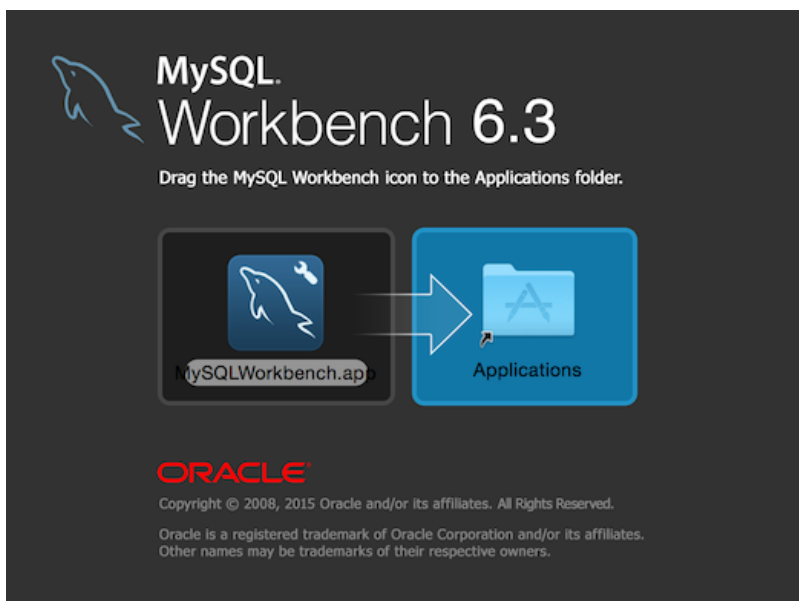 MySQL.
Workbench 6.3
Drag the MySQL Workbench icon to the Applications folder.
MySQLWorkbench.app
Applications
ORACLE®
Copyright © 2008, 2015 Oracle and/or its affiliates. All Rights Reserved.
Oracle is a registered trademark of Oracle Corporation and/or its affiliates.
Other names may be trademarks of their respective owners.